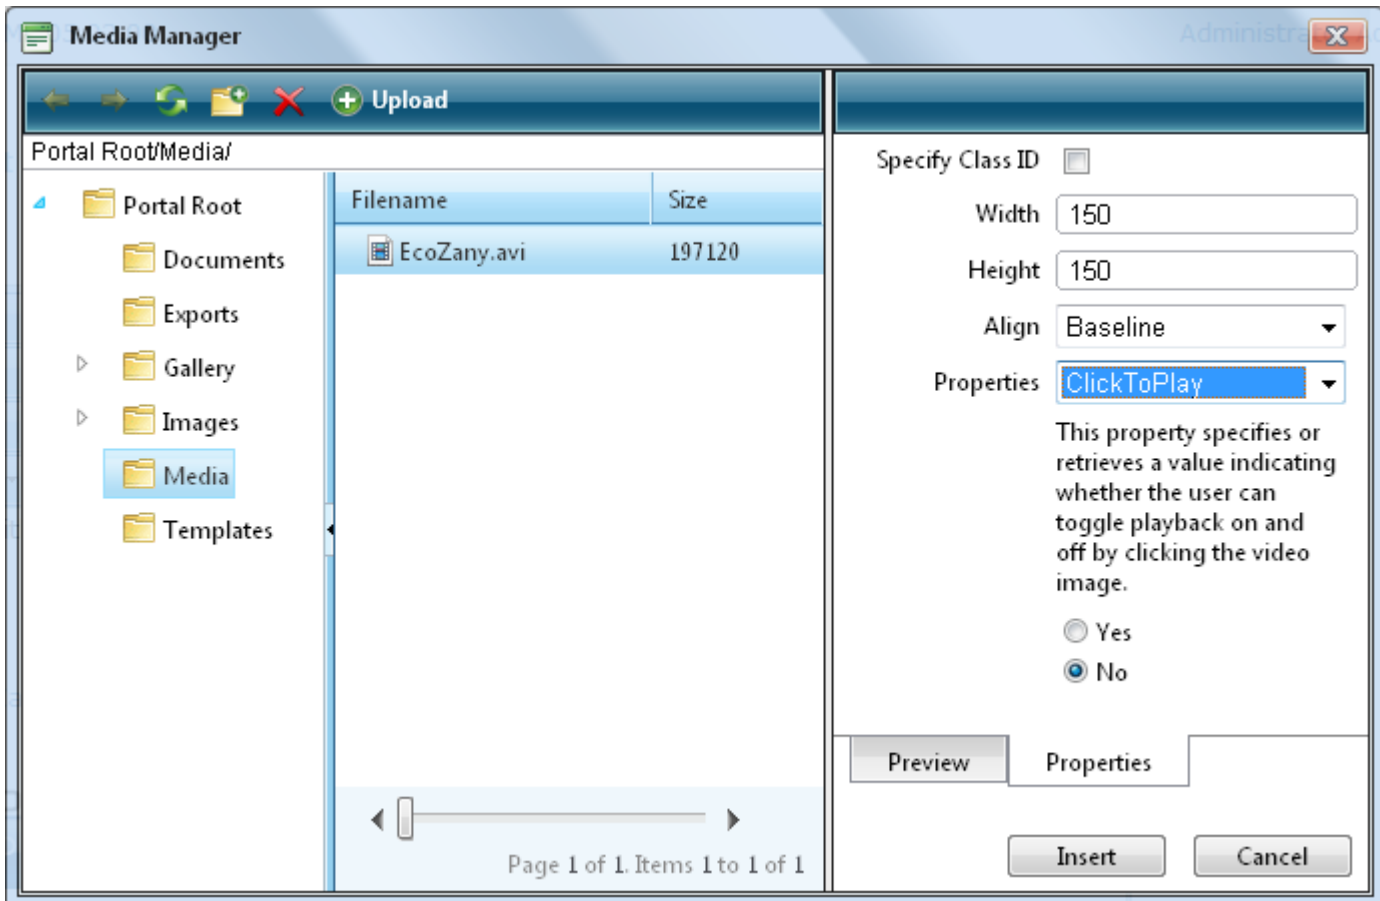 Media Manager
Administra
Upload
Portal Root/Media/
Portal Root
Documents
Exports
Gallery
Images
Media
Templates
Filename Size
EcoZany.avi 197120
Page 1 of 1. Items 1 to 1 of 1
Specify Class ID
Width 150
Height 150
Align Baseline
Properties ClickToPlay
This property specifies or
retrieves a value indicating
whether the user can
toggle playback on and
off by clicking the video
image.
Yes
No
Preview Properties
Insert Cancel